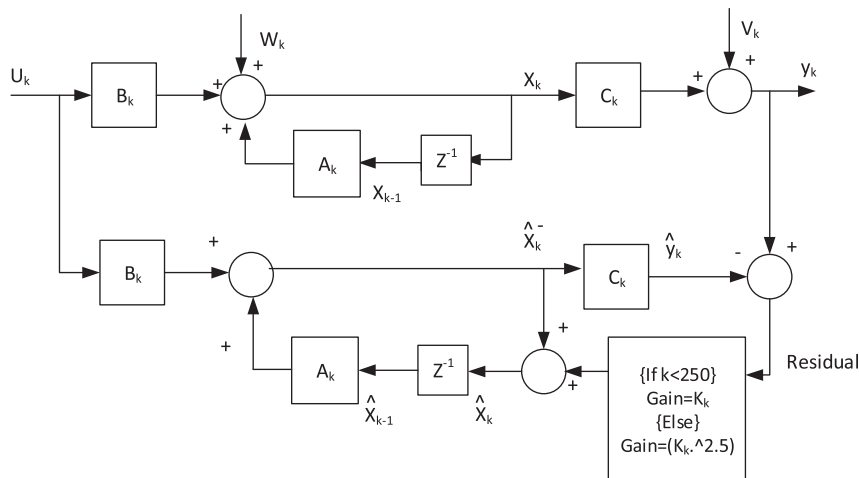 W_k
V_k
U_k
+
+
+
B_k
+
X_k
C_k
+
+
y_k
A_k
Z^-1
X_k-1
+
B_k
X̂_k^-
C_k
ŷ_k
-
+
+
A_k
Z^-1
+
+
X̂_k-1
X̂_k
Residual
{If k<250}
Gain=K_k
{Else}
Gain=(K_k.^2.5)